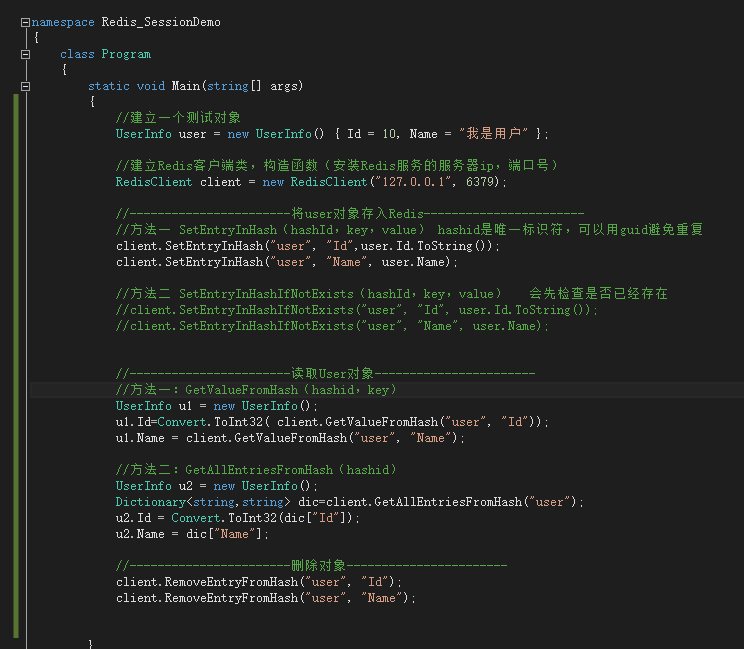 namespace Redis_SessionDemo
{
class Program
{
static void Main(string[] args)
{
//建立一个测试对象
UserInfo user = new UserInfo() { Id = 10, Name = "我是用户" };
//建立Redis客户端类，构造函数（安装Redis服务的服务器ip，端口号）
RedisClient client = new RedisClient("127.0.0.1", 6379);
//-----------------------将user对象存入Redis-----------------------
//方法一 SetEntryInHash（hashId，key，value） hashid是唯一标识符，可以用guid避免重复
client.SetEntryInHash("user", "Id",user.Id.ToString());
client.SetEntryInHash("user", "Name", user.Name);
//方法二 SetEntryInHashIfNotExists（hashId，key，value） 会先检查是否已经存在
//client.SetEntryInHashIfNotExists("user", "Id", user.Id.ToString());
//client.SetEntryInHashIfNotExists("user", "Name", user.Name);
//-----------------------读取User对象-----------------------
//方法一：GetValueFromHash（hashid，key）
UserInfo u1 = new UserInfo();
u1.Id=Convert.ToInt32( client.GetValueFromHash("user", "Id"));
u1.Name = client.GetValueFromHash("user", "Name");
//方法二：GetAllEntriesFromHash（hashid）
UserInfo u2 = new UserInfo();
Dictionary<string,string> dic=client.GetAllEntriesFromHash("user");
u2.Id = Convert.ToInt32(dic["Id"]);
u2.Name = dic["Name"];
//-----------------------删除对象-----------------------
client.RemoveEntryFromHash("user", "Id");
client.RemoveEntryFromHash("user", "Name");
}